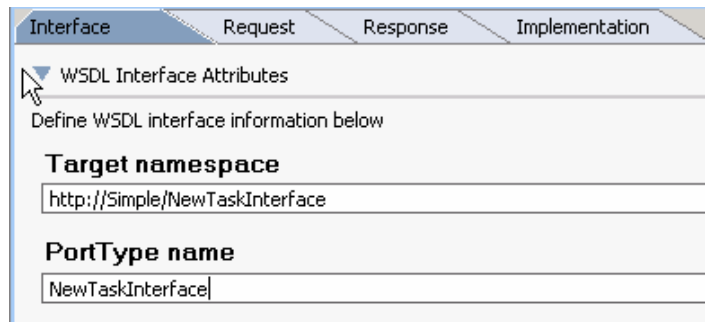 Interface Request Response Implementation
WSDL Interface Attributes
Define WSDL interface information below
Target namespace
http://Simple/NewTaskInterface
PortType name
NewTaskInterface